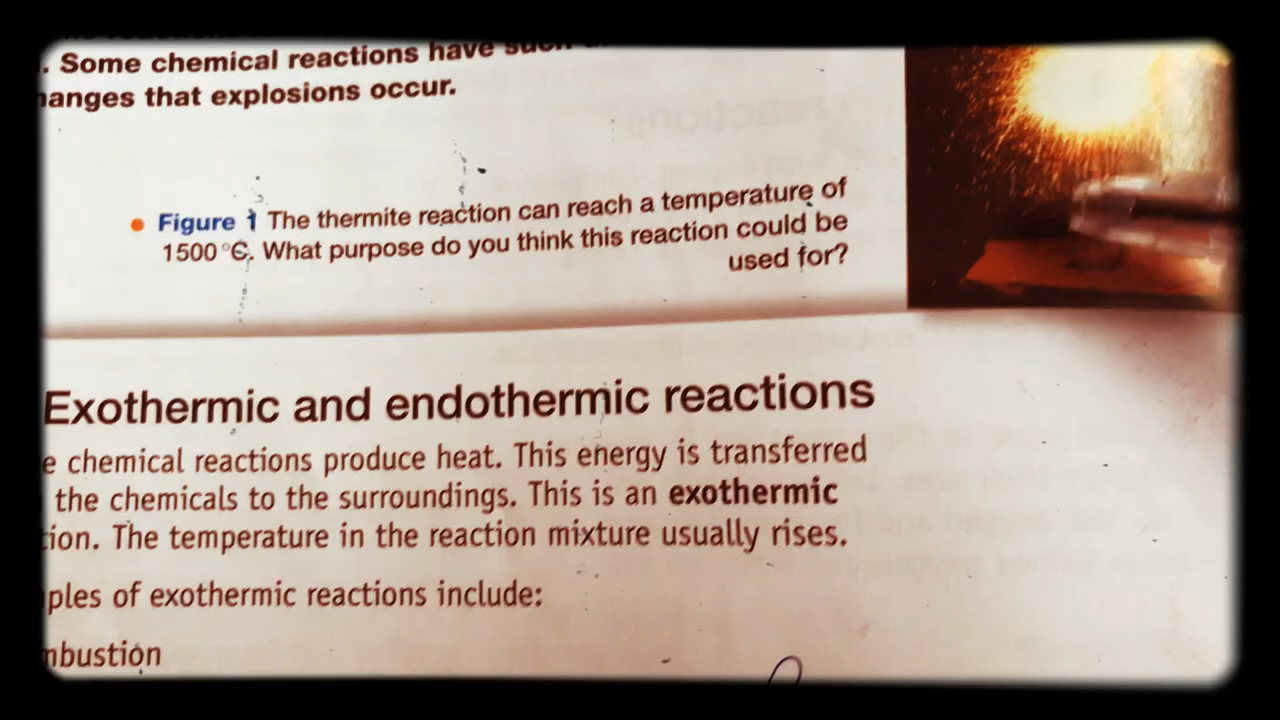 . Some chemical reactions have such
hanges that explosions occur.
Figure 1 The thermite reaction can reach a temperature of
1500 °C. What purpose do you think this reaction could be
used for?
Exothermic and endothermic reactions
e chemical reactions produce heat. This energy is transferred
the chemicals to the surroundings. This is an exothermic
tion. The temperature in the reaction mixture usually rises.
ples of exothermic reactions include:
mbustion